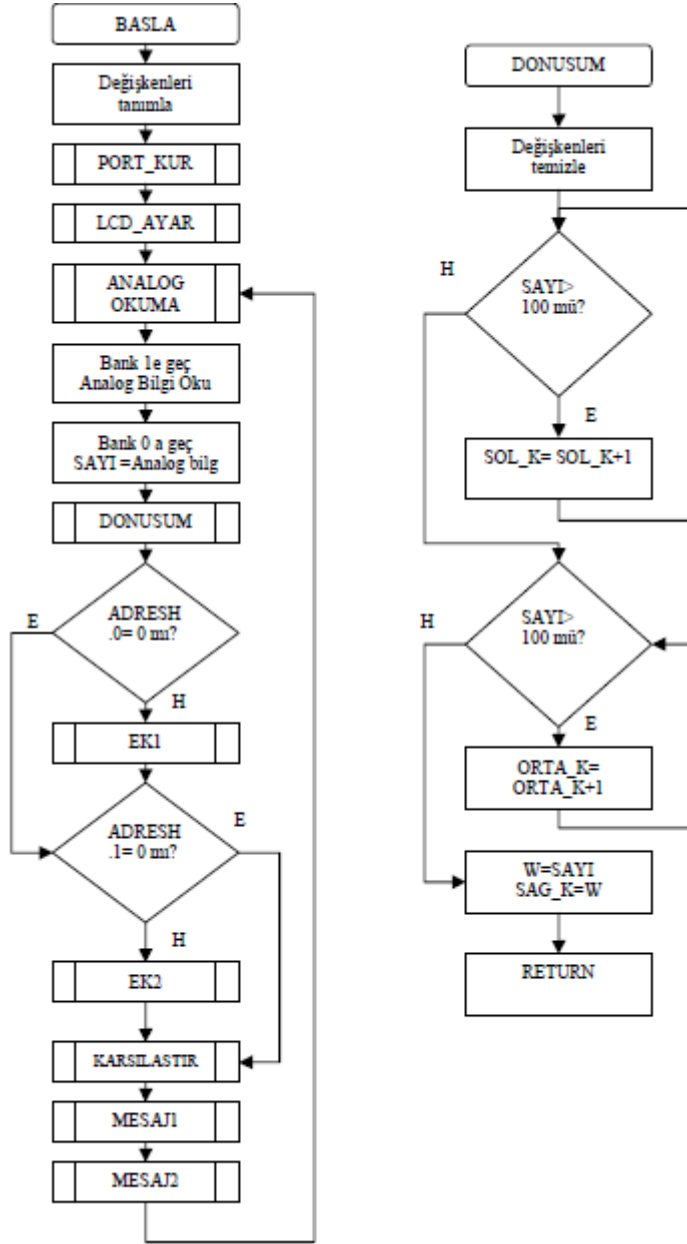 BASLA
Değişkenleri
tanımla
PORT_KUR
LCD_AYAR
ANALOG
OKUMA
Bank 1e geç
Analog Bilgi Oku
Bank 0 a geç
SAYI =Analog bilg
DONUSUM
ADRESH
.0= 0 mı?
E
H
EK1
ADRESH
.1= 0 mı?
E
H
EK2
KARSILASTIR
MESAJ1
MESAJ2
DONUSUM
Değişkenleri
temizle
H
SAYI>
100 mü?
E
SOL_K= SOL_K+1
H
SAYI>
100 mü?
E
ORTA_K=
ORTA_K+1
W=SAYI
SAG_K=W
RETURN